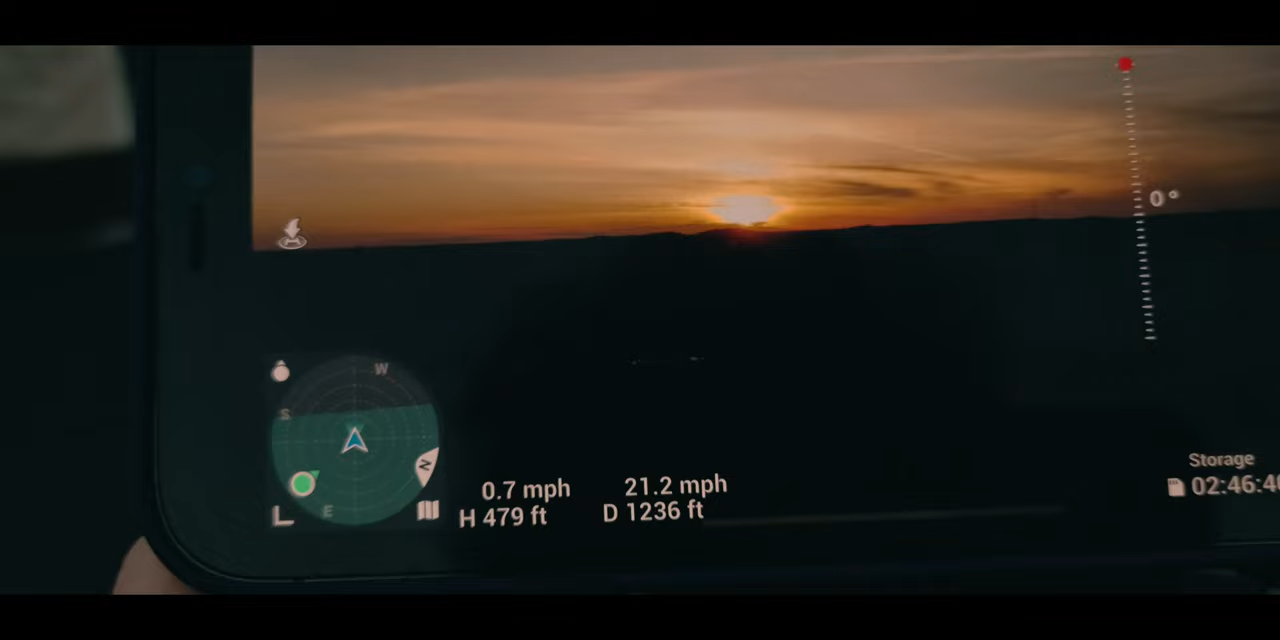 0°
W
S
N
E
0.7 mph 21.2 mph
H 479 ft D 1236 ft
Storage
02:46:4